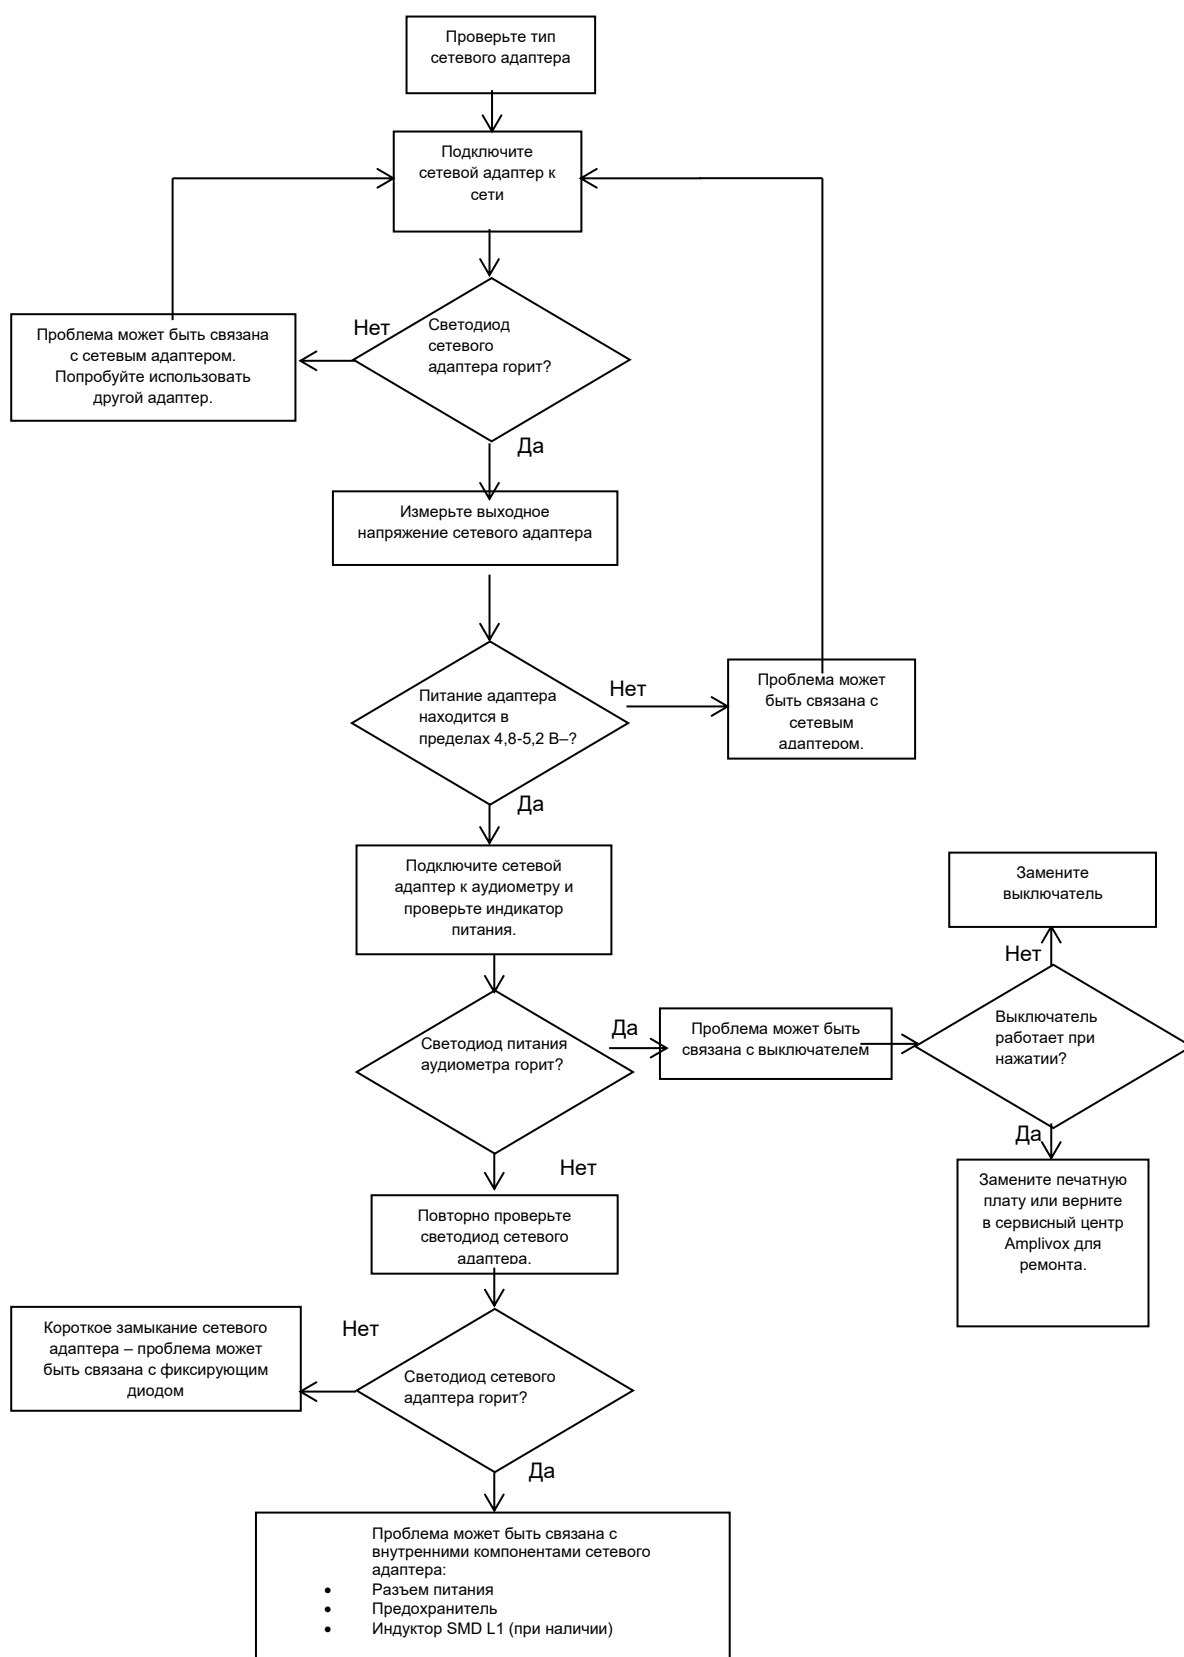 Проверьте тип
сетевого адаптера
Подключите
сетевой адаптер к
сети
Нет
Светодиод
сетевого
адаптера горит?
Проблема может быть связана
с сетевым адаптером.
Попробуйте использовать
другой адаптер.
Да
Измерьте выходное
напряжение сетевого адаптера
Питание адаптера
находится в
пределах 4,8-5,2 В–?
Нет
Проблема может
быть связана с
сетевым
адаптером.
Да
Подключите сетевой
адаптер к аудиометру и
проверьте индикатор
питания.
Замените
выключатель
Нет
Светодиод питания
аудиометра горит?
Да
Проблема может быть
связана с выключателем
Выключатель
работает при
нажатии?
Да
Замените печатную
плату или верните
в сервисный центр
Amplivox для
ремонта.
Нет
Повторно проверьте
светодиод сетевого
адаптера.
Короткое замыкание сетевого
адаптера – проблема может
быть связана с фиксирующим
диодом
Нет
Светодиод сетевого
адаптера горит?
Да
Проблема может быть связана с
внутренними компонентами сетевого
адаптера:
• Разъем питания
• Предохранитель
• Индуктор SMD L1 (при наличии)